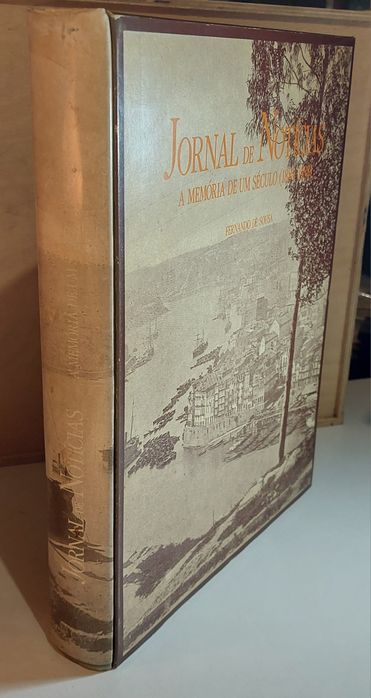 JORNAL DE NOTÍCIAS
A MEMÓRIA DE UM SÉCULO
FERNANDO DE SOUSA
JORNAL DE NOTÍCIAS A MEMÓRIA DE UM